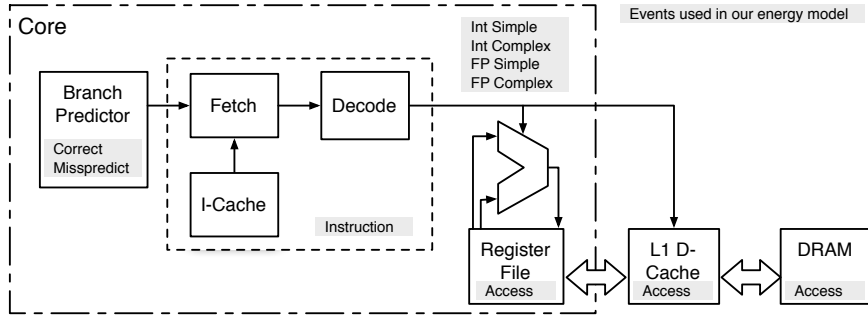 Core
Int Simple
Int Complex
FP Simple
FP Complex
Events used in our energy model
Branch
Predictor
Correct
Misspredict
Fetch
Decode
I-Cache
Instruction
Register
File
Access
L1 D-
Cache
Access
DRAM
Access